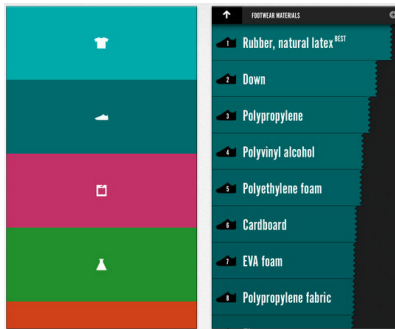 FOOTWEAR MATERIALS
1 Rubber, natural latex BEST
2 Down
3 Polypropylene
4 Polyvinyl alcohol
5 Polyethylene foam
6 Cardboard
7 EVA foam
8 Polypropylene fabric